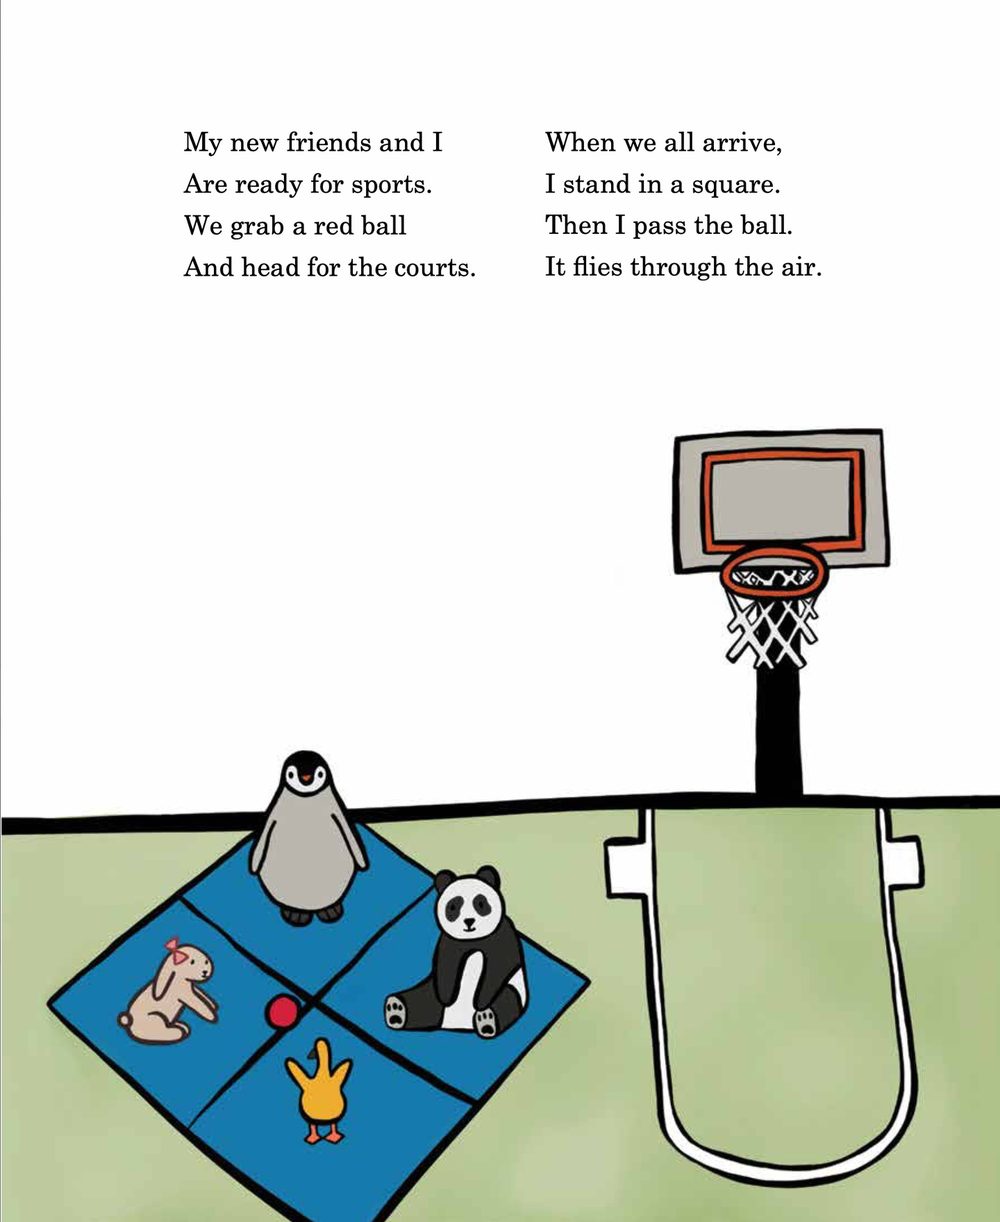 My new friends and I
Are ready for sports.
We grab a red ball
And head for the courts.
When we all arrive,
I stand in a square.
Then I pass the ball.
It flies through the air.